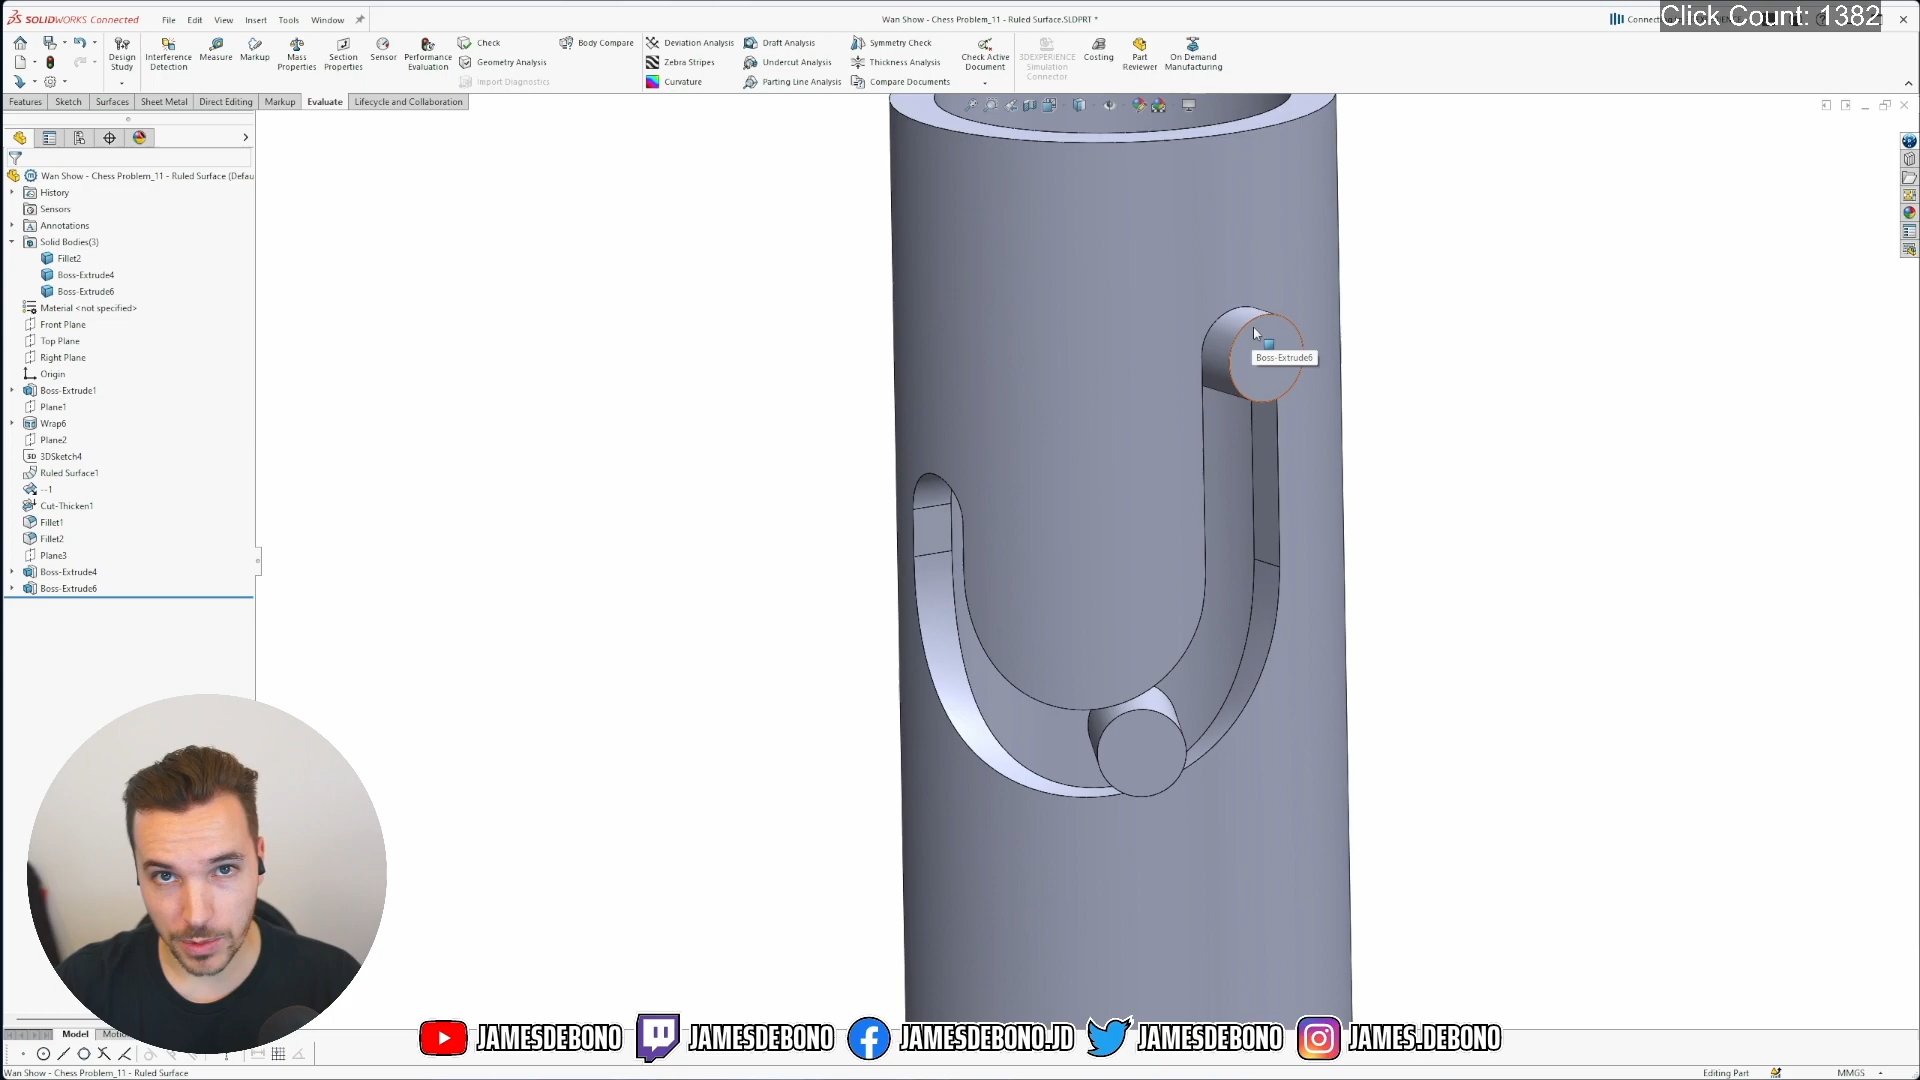 SOLIDWORKS Connected
File
Edit
View
Insert
Tools
Window
Wan Show - Chess Problem_11 - Ruled Surface.SLDPRT *
Click Count: 1382
Design Study
Interference Detection
Measure
Markup
Mass Properties
Section Properties
Sensor
Performance Evaluation
Check
Geometry Analysis
Import Diagnostics
Body Compare
Deviation Analysis
Zebra Stripes
Curvature
Draft Analysis
Undercut Analysis
Parting Line Analysis
Symmetry Check
Thickness Analysis
Compare Documents
Check Active Document
3DEXPERIENCE Simulation Connector
Costing
Part Reviewer
On Demand Manufacturing
Features
Sketch
Surfaces
Sheet Metal
Direct Editing
Markup
Evaluate
Lifecycle and Collaboration
Wan Show - Chess Problem_11 - Ruled Surface (Defau
History
Sensors
Annotations
Solid Bodies(3)
Fillet2
Boss-Extrude4
Boss-Extrude6
Material <not specified>
Front Plane
Top Plane
Right Plane
Origin
Boss-Extrude1
Plane1
Wrap6
Plane2
3D 3DSketch4
Ruled Surface1
--1
Cut-Thicken1
Fillet1
Fillet2
Plane3
Boss-Extrude4
Boss-Extrude6
Boss-Extrude6
Model
JAMESDEBONO
JAMESDEBONO
JAMESDEBONO.JD
JAMESDEBONO
JAMES.DEBONO
Wan Show - Chess Problem_11 - Ruled Surface
Editing Part
MMGS